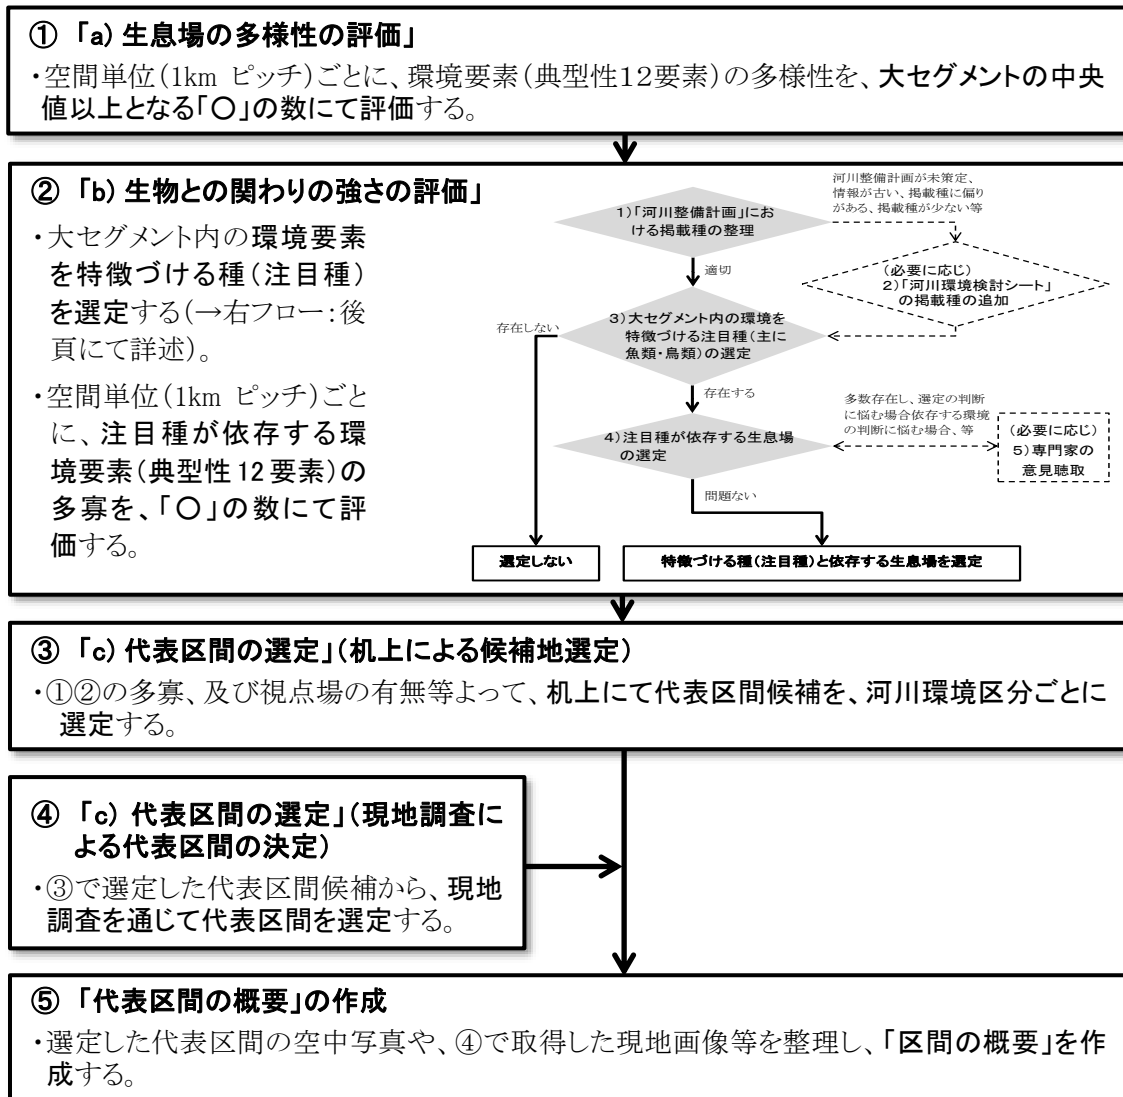 ① 「a) 生息場の多様性の評価」
・空間単位(1km ピッチ)ごとに、環境要素(典型性12要素)の多様性を、大セグメントの中央
値以上となる「〇」の数にて評価する。
② 「b) 生物との関わりの強さの評価」
・大セグメント内の環境要素
を特徴づける種(注目種)
を選定する(→右フロー:後
頁にて詳述)。
・空間単位(1km ピッチ)ごと
に、注目種が依存する環
境要素(典型性 12 要素)の
多寡を、「〇」の数にて評
価する。
1)「河川整備計画」にお
ける掲載種の整理
河川整備計画が未策定、
情報が古い、掲載種に偏り
がある、掲載種が少ない等
適切
(必要に応じ)
2)「河川環境検討シート」
の掲載種の追加
3)大セグメント内の環境を
特徴づける注目種(主に
魚類・鳥類)の選定
存在しない
存在する
4)注目種が依存する生息場
の選定
多数存在し、選定の判断
に悩む場合依存する環境
の判断に悩む場合、等
(必要に応じ)
5)専門家の
意見聴取
問題ない
選定しない
特徴づける種(注目種)と依存する生息場を選定
③ 「c) 代表区間の選定」(机上による候補地選定)
・①②の多寡、及び視点場の有無等よって、机上にて代表区間候補を、河川環境区分ごとに
選定する。
④ 「c) 代表区間の選定」(現地調査に
よる代表区間の決定)
・③で選定した代表区間候補から、現地
調査を通じて代表区間を選定する。
⑤ 「代表区間の概要」の作成
・選定した代表区間の空中写真や、④で取得した現地画像等を整理し、「区間の概要」を作
成する。